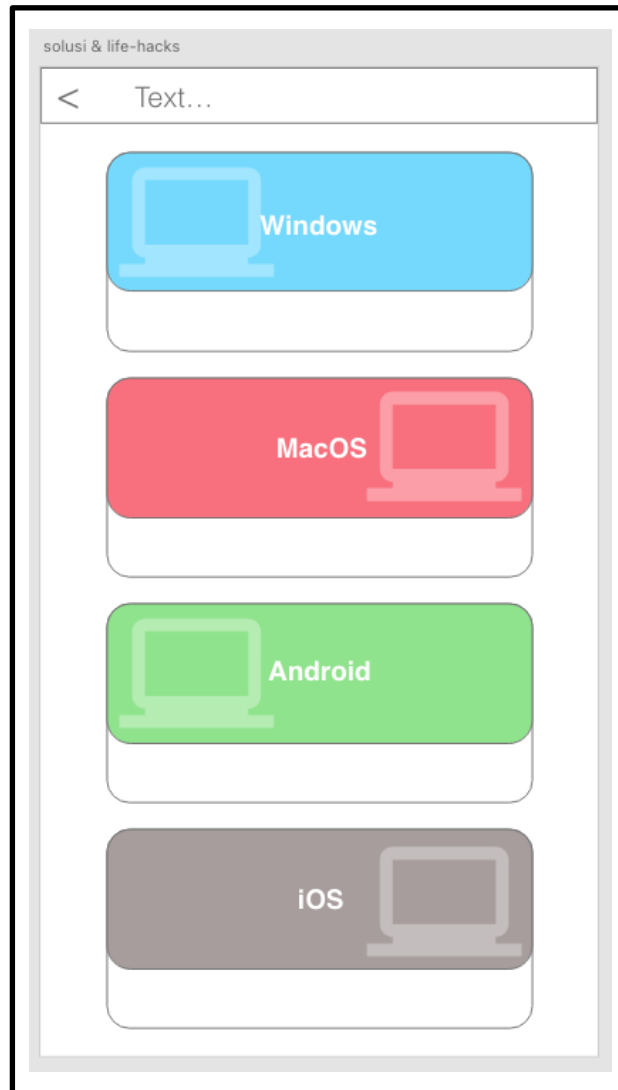 solusi & life-hacks
< Text...
Windows
MacOS
Android
iOS